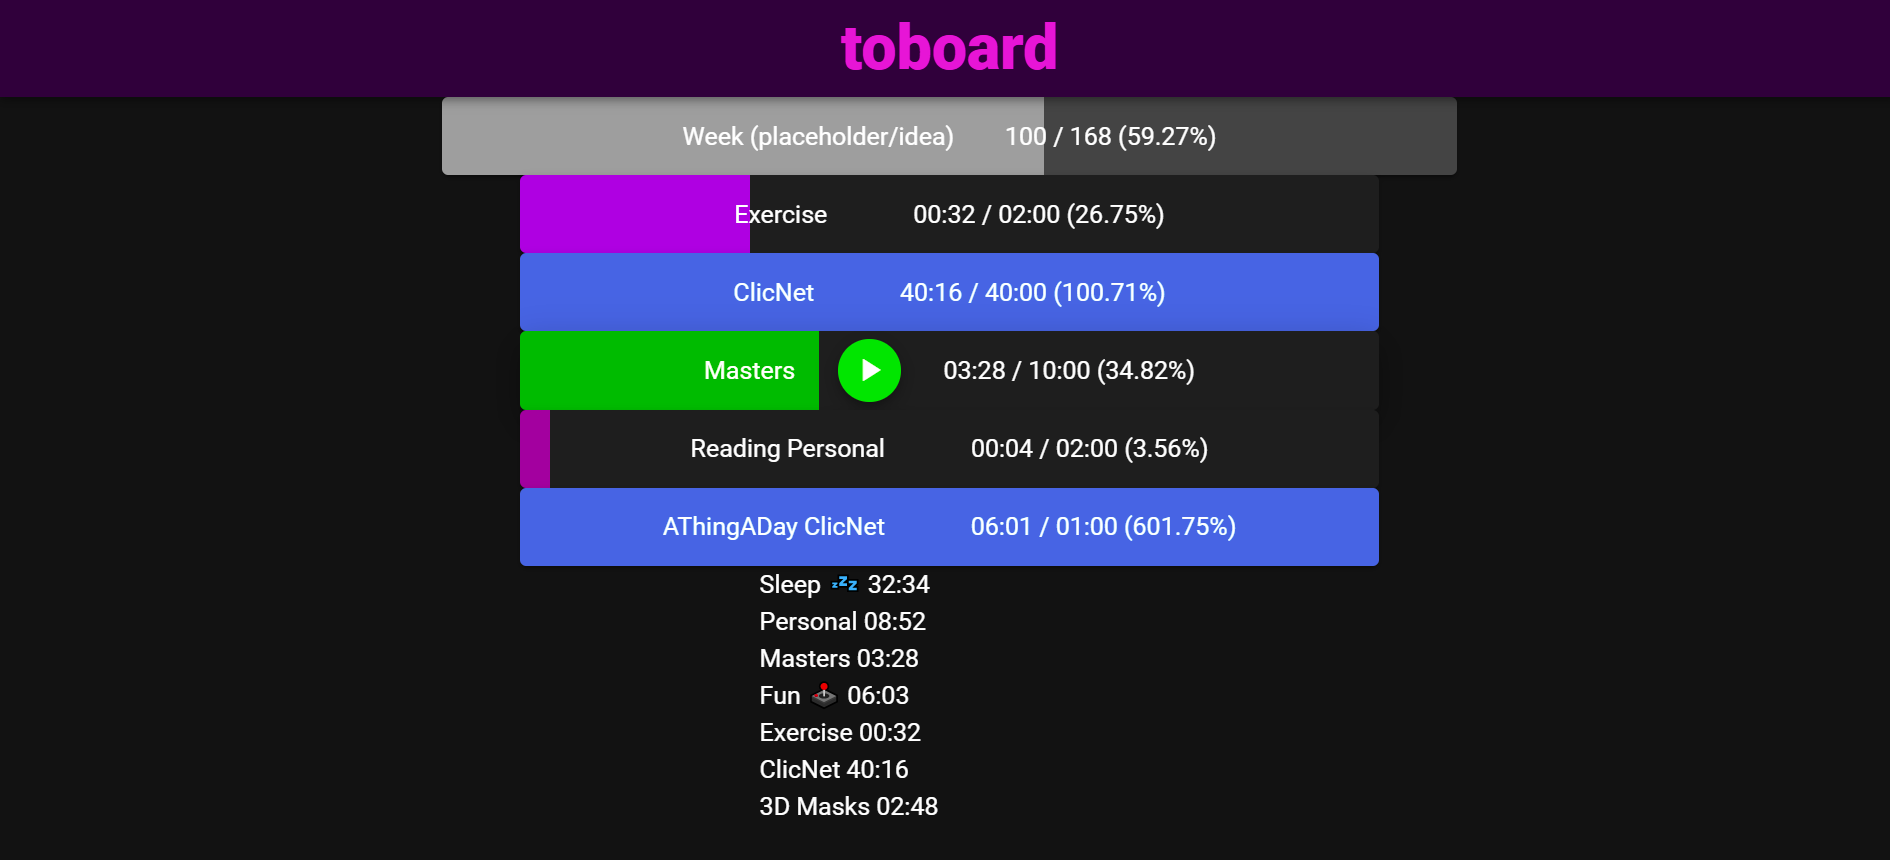 toboard
Week (placeholder/idea) 100 / 168 (59.27%)
Exercise 00:32 / 02:00 (26.75%)
ClicNet 40:16 / 40:00 (100.71%)
Masters 03:28 / 10:00 (34.82%)
Reading Personal 00:04 / 02:00 (3.56%)
AThingADay ClicNet 06:01 / 01:00 (601.75%)
Sleep 💤 32:34
Personal 08:52
Masters 03:28
Fun 🕹️ 06:03
Exercise 00:32
ClicNet 40:16
3D Masks 02:48